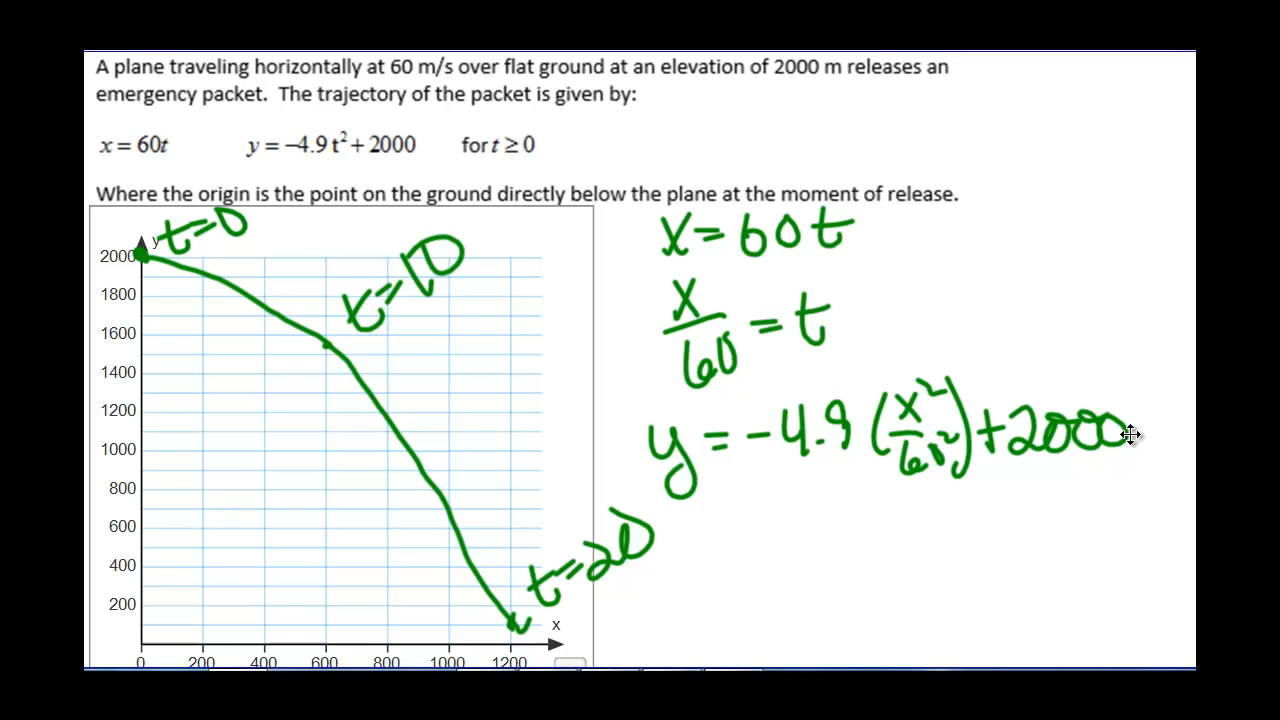 A plane traveling horizontally at 60 m/s over flat ground at an elevation of 2000 m releases an
emergency packet. The trajectory of the packet is given by:
x = 60t y = –4.9 t² + 2000 for t ≥ 0
Where the origin is the point on the ground directly below the plane at the moment of release.
y
t=0
t=10
t=20
2000
1800
1600
1400
1200
1000
800
600
400
200
x
0 200 400 600 800 1000 1200
x = 60t
x/60 = t
y = -4.9 (x²/60²) + 2000